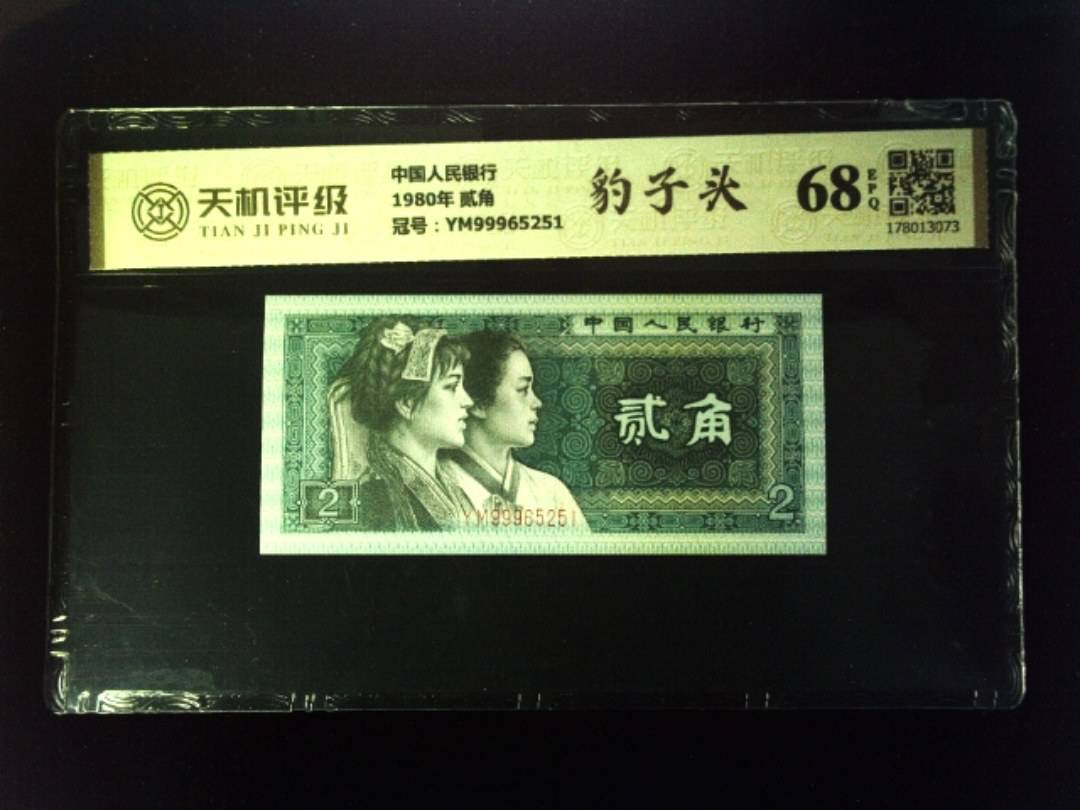 天机评级
TIAN JI PING JI
中国人民银行
1980年 贰角
冠号：YM99965251
豹子头
68
EPQ
178013073
中国人民银行
贰角
2
2
YM99965251